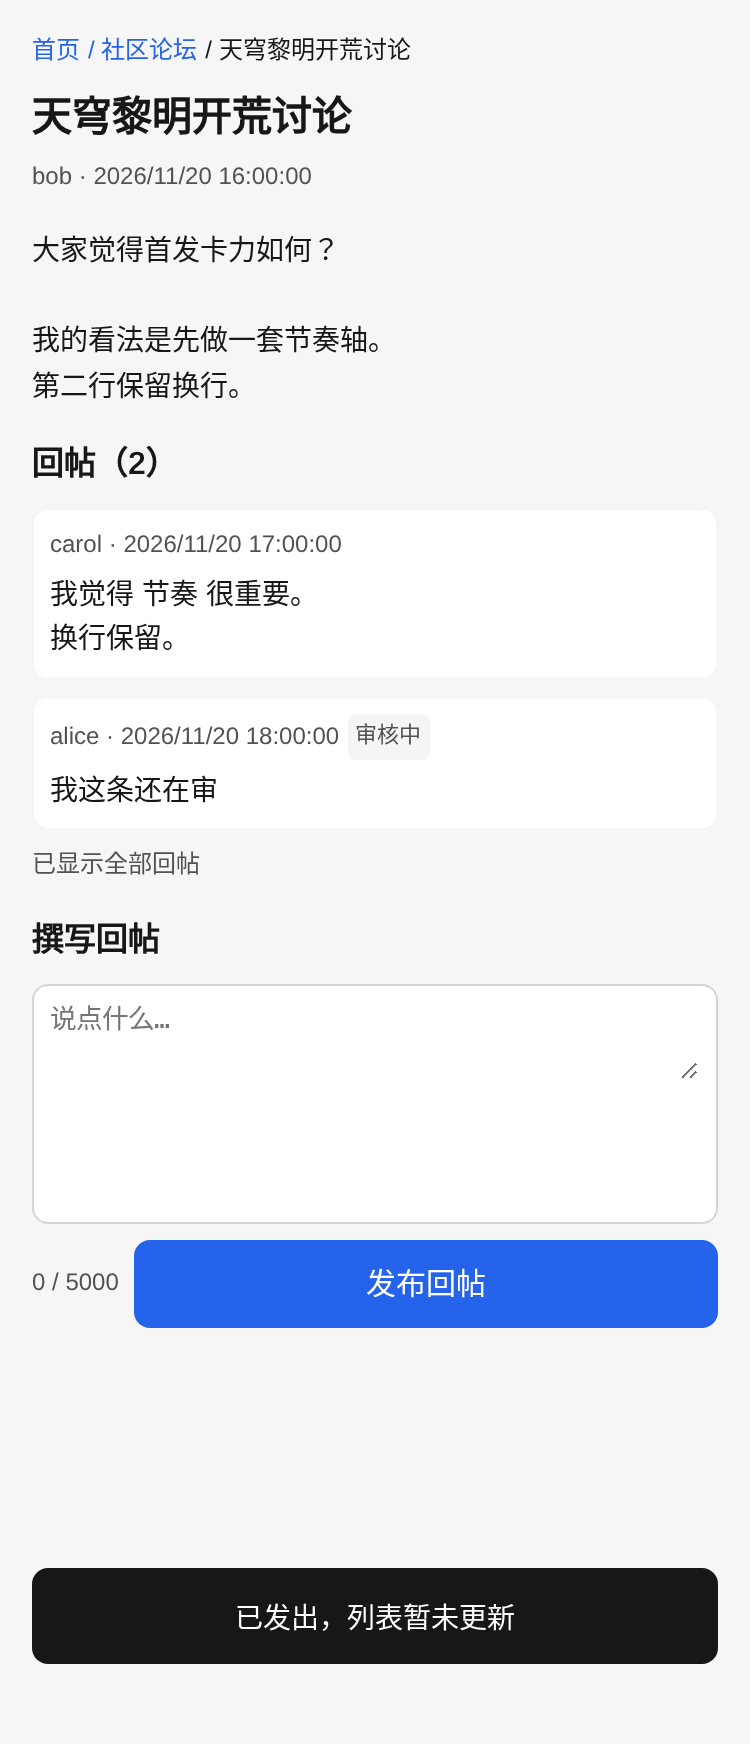 首页 / 社区论坛 / 天穹黎明开荒讨论
天穹黎明开荒讨论
bob · 2026/11/20 16:00:00
大家觉得首发卡力如何？
我的看法是先做一套节奏轴。
第二行保留换行。
回帖（2）
carol · 2026/11/20 17:00:00
我觉得 节奏 很重要。
换行保留。
alice · 2026/11/20 18:00:00 审核中
我这条还在审
已显示全部回帖
撰写回帖
说点什么…
0 / 5000 发布回帖
已发出，列表暂未更新